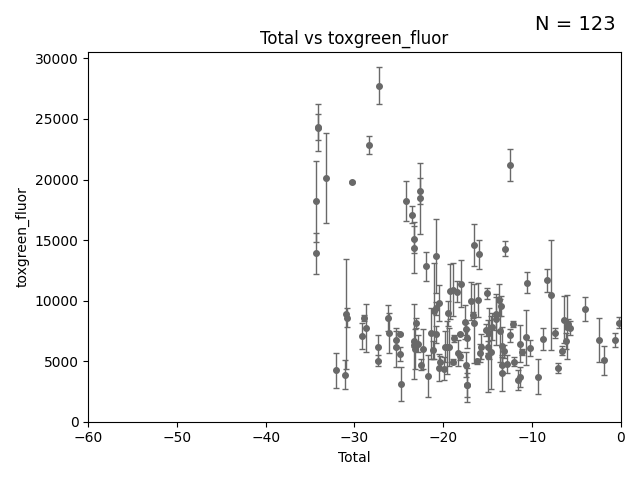 N = 123
Total vs toxgreen_fluor
30000
25000
20000
15000
10000
5000
0
toxgreen_fluor
−60 −50 −40 −30 −20 −10 0
Total